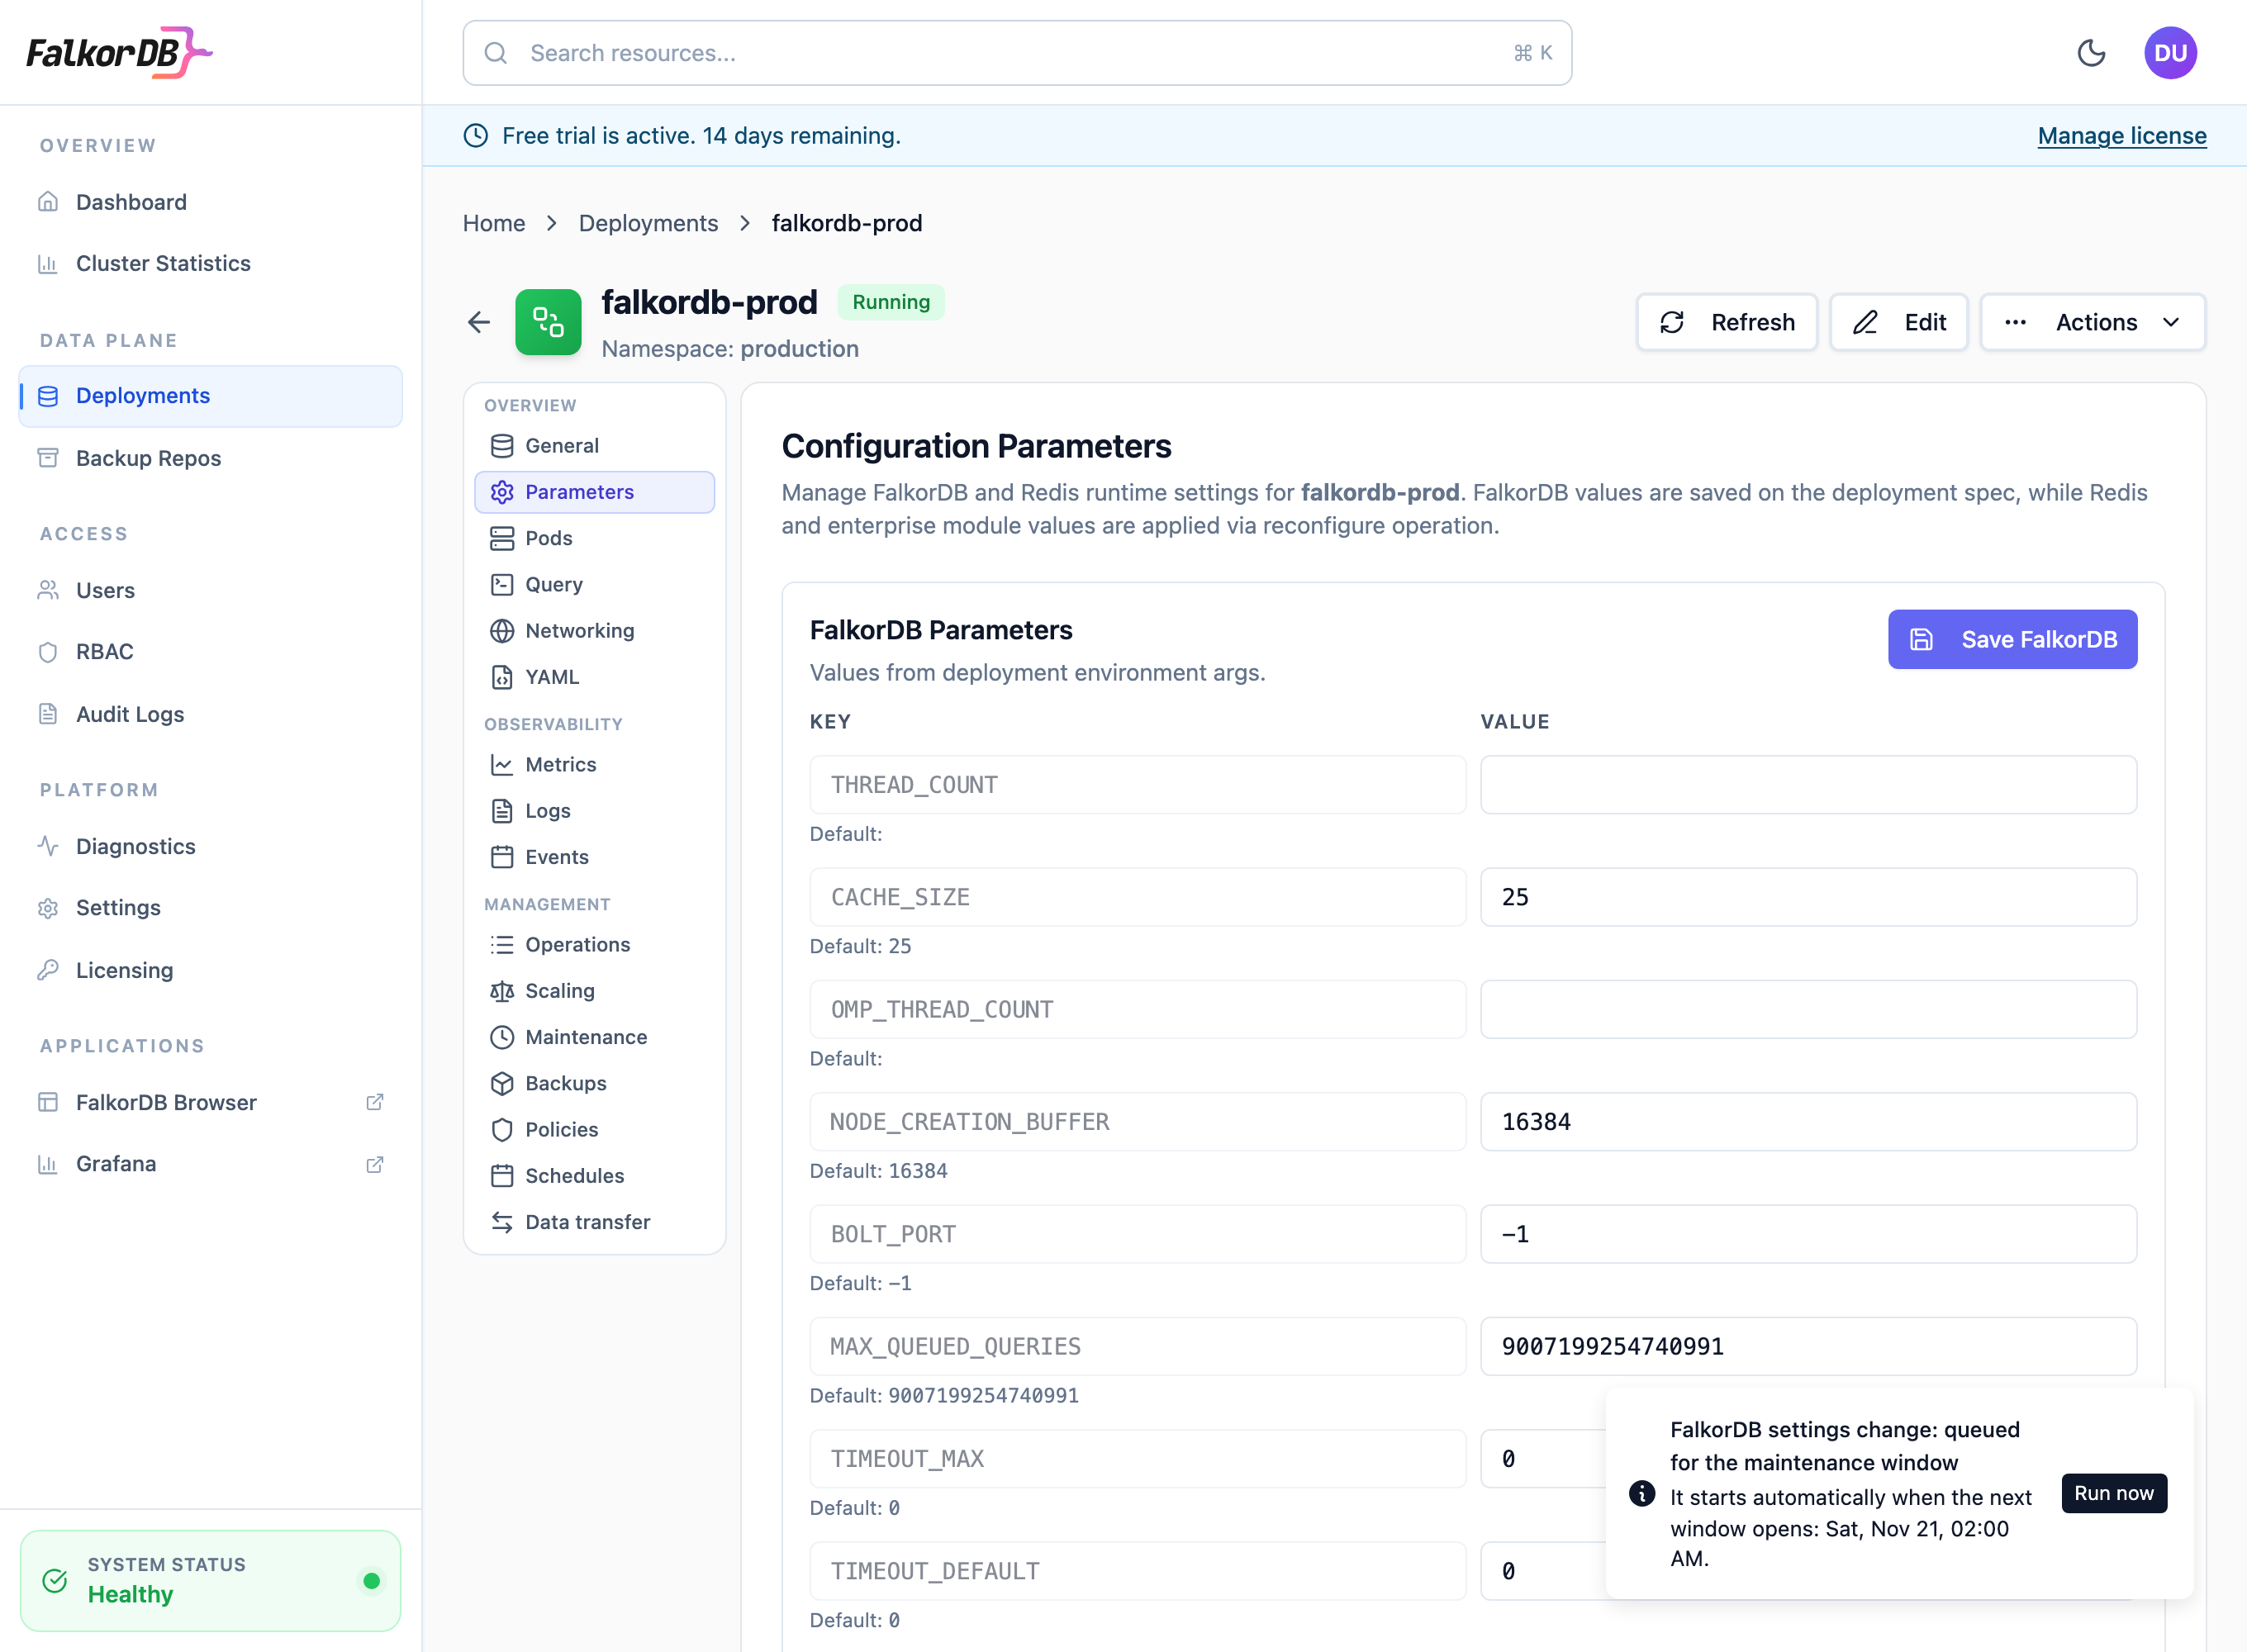 FalkorDB
Search resources...
⌘ K
DU
Free trial is active. 14 days remaining.
Manage license
OVERVIEW
Dashboard
Cluster Statistics
DATA PLANE
Deployments
Backup Repos
ACCESS
Users
RBAC
Audit Logs
PLATFORM
Diagnostics
Settings
Licensing
APPLICATIONS
FalkorDB Browser
Grafana
SYSTEM STATUS
Healthy
Home > Deployments > falkordb-prod
falkordb-prod
Running
Namespace: production
Refresh
Edit
Actions
OVERVIEW
General
Parameters
Pods
Query
Networking
YAML
OBSERVABILITY
Metrics
Logs
Events
MANAGEMENT
Operations
Scaling
Maintenance
Backups
Policies
Schedules
Data transfer
Configuration Parameters
Manage FalkorDB and Redis runtime settings for falkordb-prod. FalkorDB values are saved on the deployment spec, while Redis
and enterprise module values are applied via reconfigure operation.
FalkorDB Parameters
Values from deployment environment args.
Save FalkorDB
KEY
VALUE
THREAD_COUNT
Default:
CACHE_SIZE
25
Default: 25
OMP_THREAD_COUNT
Default:
NODE_CREATION_BUFFER
16384
Default: 16384
BOLT_PORT
-1
Default: -1
MAX_QUEUED_QUERIES
9007199254740991
Default: 9007199254740991
TIMEOUT_MAX
0
Default: 0
TIMEOUT_DEFAULT
0
Default: 0
FalkorDB settings change: queued
for the maintenance window
It starts automatically when the next
window opens: Sat, Nov 21, 02:00
AM.
Run now